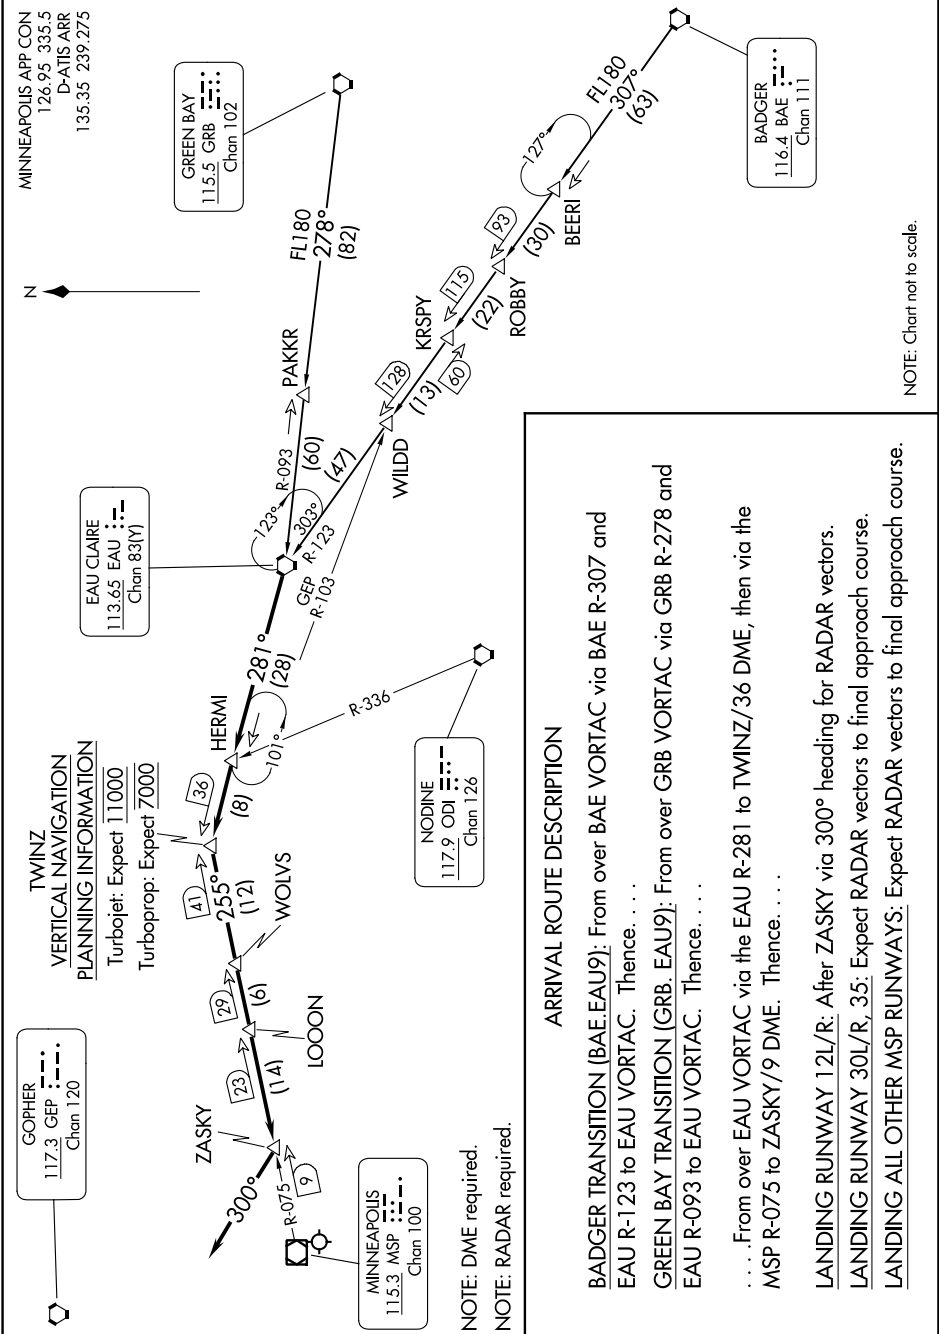 MINNEAPOLIS APP CON
126.95 335.5
D-ATIS ARR
135.35 239.275
N
GREEN BAY
115.5 GRB
Chan 102
FL180
278°
(82)
PAKKR
R-093
(60)
FL180
307°
(63)
BADGER
116.4 BAE
Chan 111
127°
BEERI
(30)
93
ROBBY
(22)
115
KRSPY
60
(13)
128
WILDD
(47)
EAU CLAIRE
113.65 EAU
Chan 83(Y)
123°
303°
R-123
GEP
R-103
281°
(28)
HERMI
101°
R-336
NODINE
117.9 ODI
Chan 126
(8)
36
TWINZ
VERTICAL NAVIGATION
PLANNING INFORMATION
Turbojet: Expect 11000
Turboprop: Expect 7000
41
255°
(12)
WOLVS
29
(6)
LOOON
23
(14)
ZASKY
300°
R-075
9
GOPHER
117.3 GEP
Chan 120
MINNEAPOLIS
115.3 MSP
Chan 100
NOTE: DME required.
NOTE: RADAR required.
NOTE: Chart not to scale.
ARRIVAL ROUTE DESCRIPTION
BADGER TRANSITION (BAE.EAU9): From over BAE VORTAC via BAE R-307 and
EAU R-123 to EAU VORTAC. Thence. . . .
GREEN BAY TRANSITION (GRB. EAU9): From over GRB VORTAC via GRB R-278 and
EAU R-093 to EAU VORTAC. Thence. . . .
. . . .From over EAU VORTAC via the EAU R-281 to TWINZ/36 DME, then via the
MSP R-075 to ZASKY/9 DME. Thence. . . .
LANDING RUNWAY 12L/R: After ZASKY via 300° heading for RADAR vectors.
LANDING RUNWAY 30L/R, 35: Expect RADAR vectors to final approach course.
LANDING ALL OTHER MSP RUNWAYS: Expect RADAR vectors to final approach course.